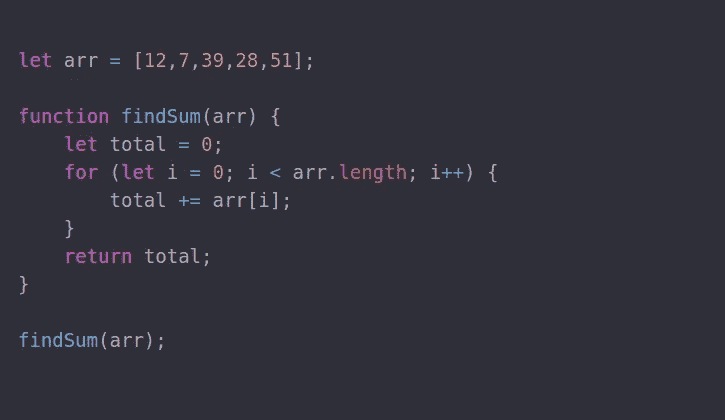 let arr = [12,7,39,28,51];
function findSum(arr) {
let total = 0;
for (let i = 0; i < arr.length; i++) {
total += arr[i];
}
return total;
}
findSum(arr);